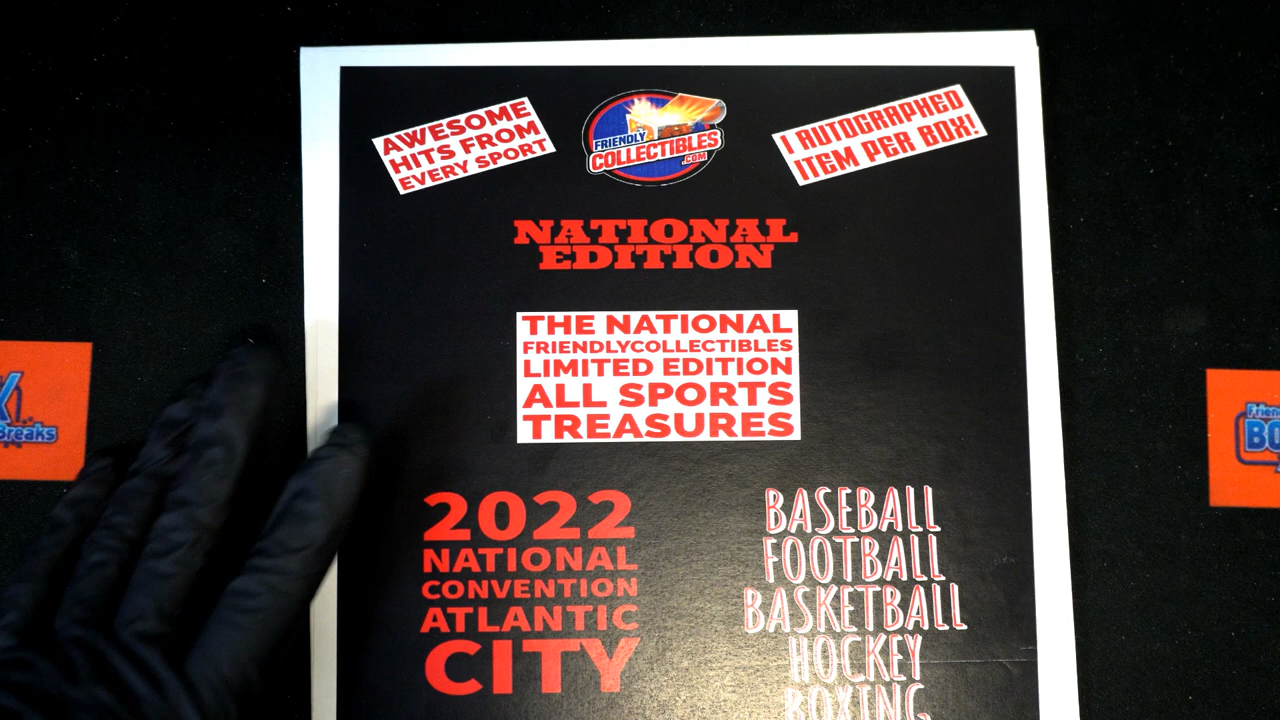 AWESOME
HITS FROM
EVERY SPORT
FRIENDLY
COLLECTIBLES
.COM
1 AUTOGRAPHED
ITEM PER BOX!
NATIONAL
EDITION
THE NATIONAL
FRIENDLYCOLLECTIBLES
LIMITED EDITION
ALL SPORTS
TREASURES
2022
NATIONAL
CONVENTION
ATLANTIC
CITY
BASEBALL
FOOTBALL
BASKETBALL
HOCKEY
BOXING
Breaks